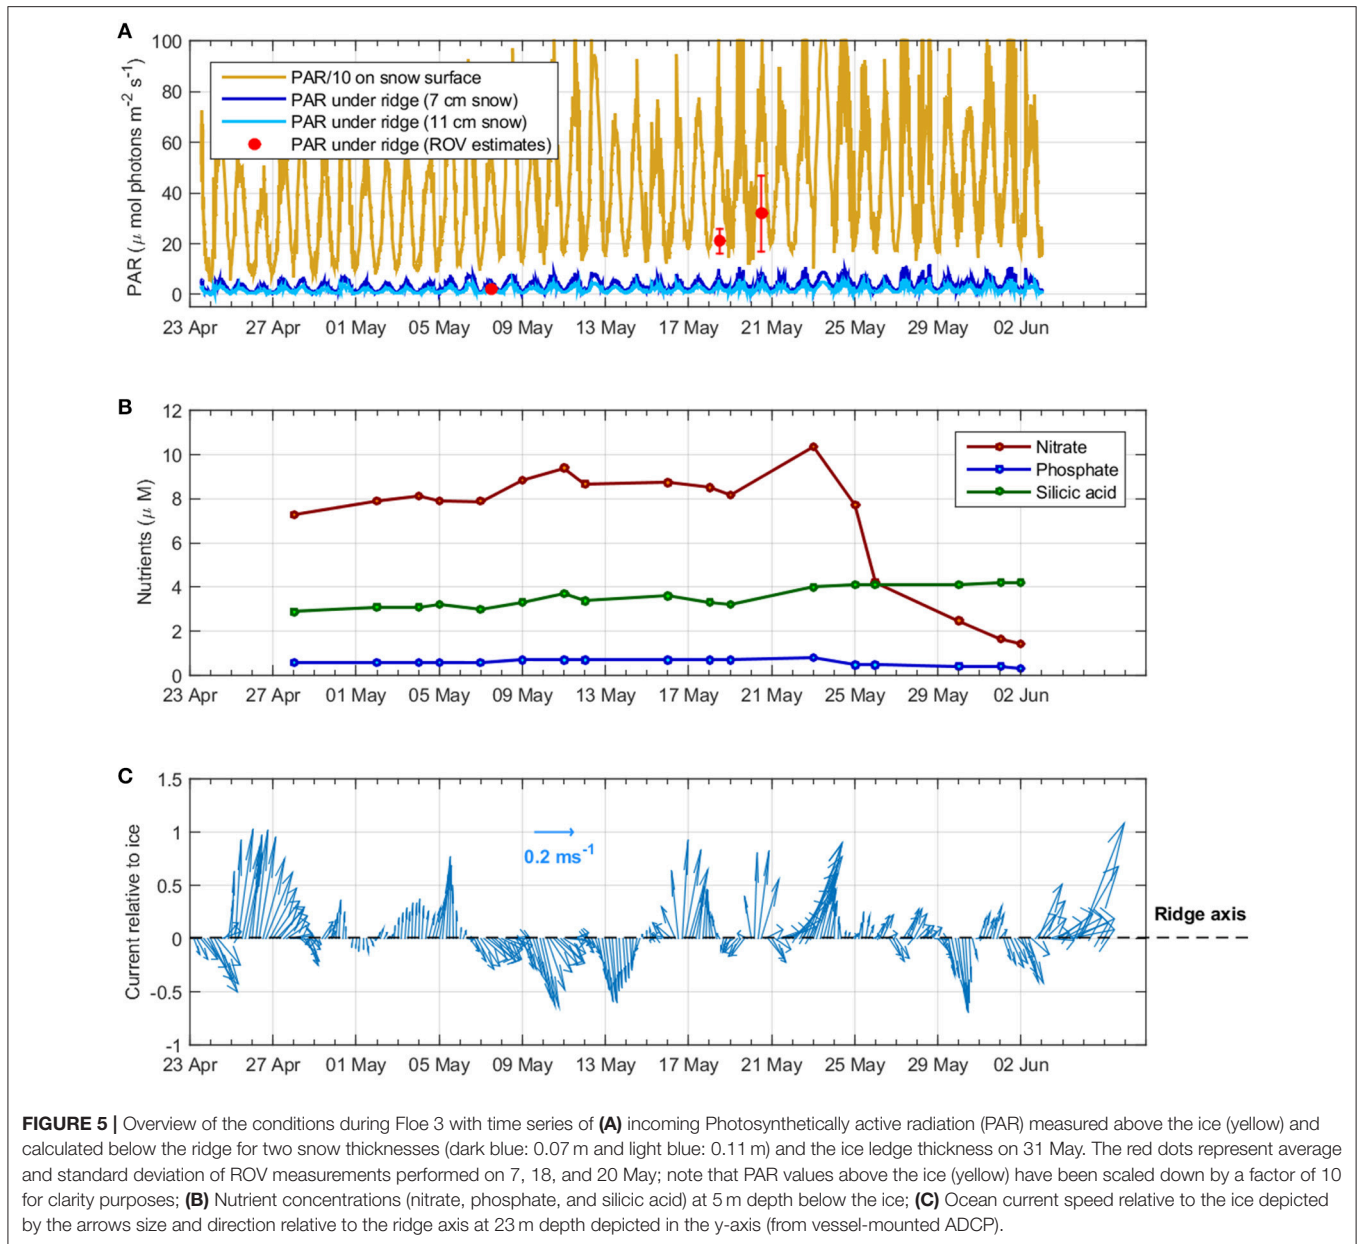 A
PAR (μ mol photons m-2 s-1)
100
80
60
40
20
0
PAR/10 on snow surface
PAR under ridge (7 cm snow)
PAR under ridge (11 cm snow)
PAR under ridge (ROV estimates)
23 Apr 27 Apr 01 May 05 May 09 May 13 May 17 May 21 May 25 May 29 May 02 Jun
B
Nutrients (μ M)
12
10
8
6
4
2
0
Nitrate
Phosphate
Silicic acid
23 Apr 27 Apr 01 May 05 May 09 May 13 May 17 May 21 May 25 May 29 May 02 Jun
C
Current relative to ice
1.5
1
0.5
0
-0.5
-1
0.2 ms-1
Ridge axis
23 Apr 27 Apr 01 May 05 May 09 May 13 May 17 May 21 May 25 May 29 May 02 Jun
FIGURE 5 | Overview of the conditions during Floe 3 with time series of (A) incoming Photosynthetically active radiation (PAR) measured above the ice (yellow) and
calculated below the ridge for two snow thicknesses (dark blue: 0.07 m and light blue: 0.11 m) and the ice ledge thickness on 31 May. The red dots represent average
and standard deviation of ROV measurements performed on 7, 18, and 20 May; note that PAR values above the ice (yellow) have been scaled down by a factor of 10
for clarity purposes; (B) Nutrient concentrations (nitrate, phosphate, and silicic acid) at 5 m depth below the ice; (C) Ocean current speed relative to the ice depicted
by the arrows size and direction relative to the ridge axis at 23 m depth depicted in the y-axis (from vessel-mounted ADCP).